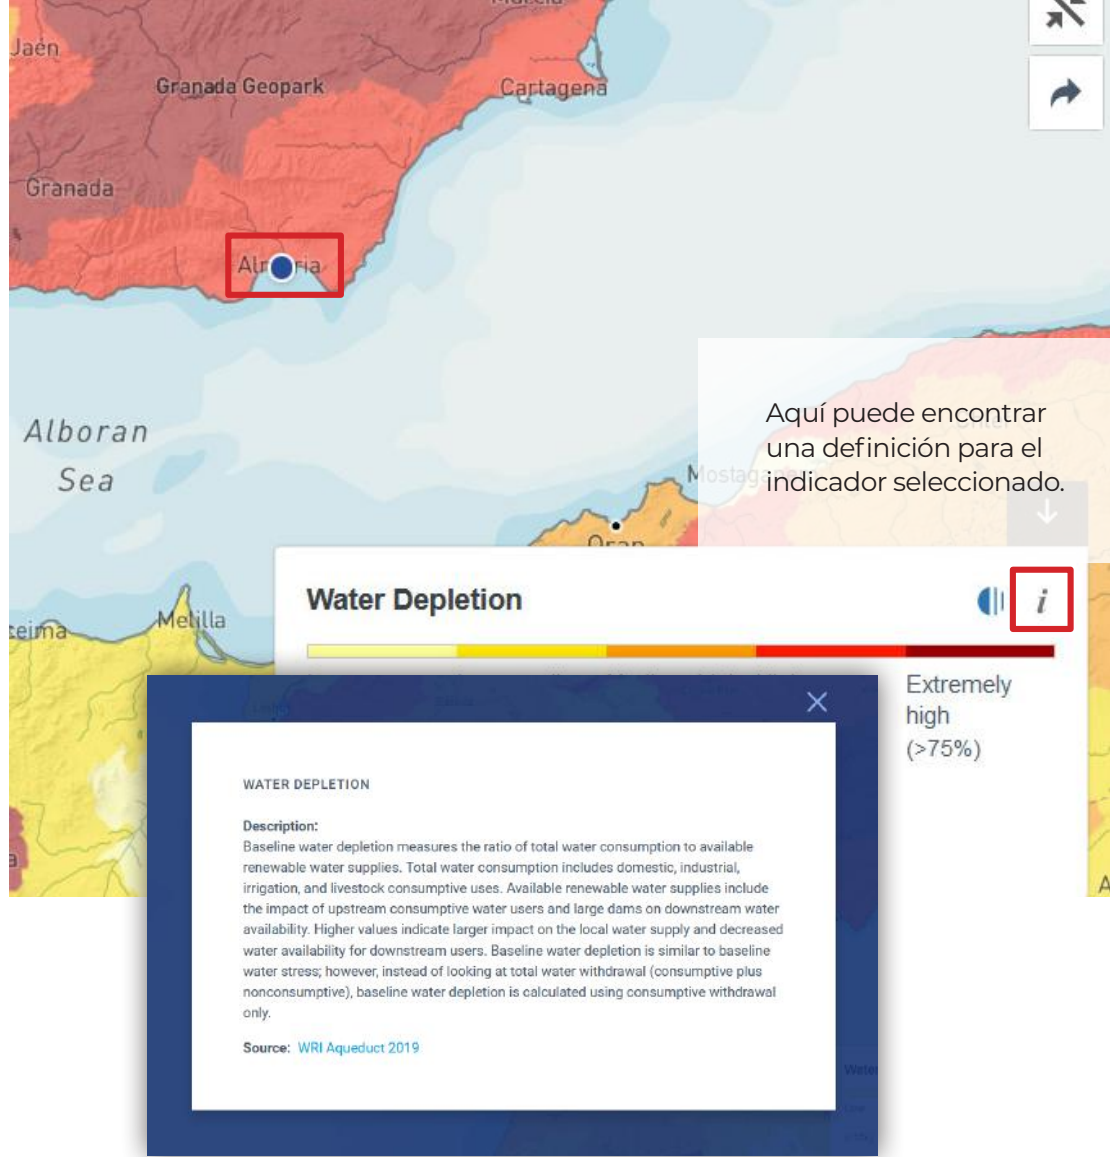 Jaén
Granada Geopark
Cartagena
Granada
Almería
Alboran
Sea
Aquí puede encontrar
una definición para el
indicador seleccionado.
Oran
Melilla
Water Depletion
i
Extremely
high
(>75%)
WATER DEPLETION
Description:
Baseline water depletion measures the ratio of total water consumption to available
renewable water supplies. Total water consumption includes domestic, industrial,
irrigation, and livestock consumptive uses. Available renewable water supplies include
the impact of upstream consumptive water users and large dams on downstream water
availability. Higher values indicate larger impact on the local water supply and decreased
water availability for downstream users. Baseline water depletion is similar to baseline
water stress; however, instead of looking at total water withdrawal (consumptive plus
nonconsumptive), baseline water depletion is calculated using consumptive withdrawal
only.
Source: WRI Aqueduct 2019